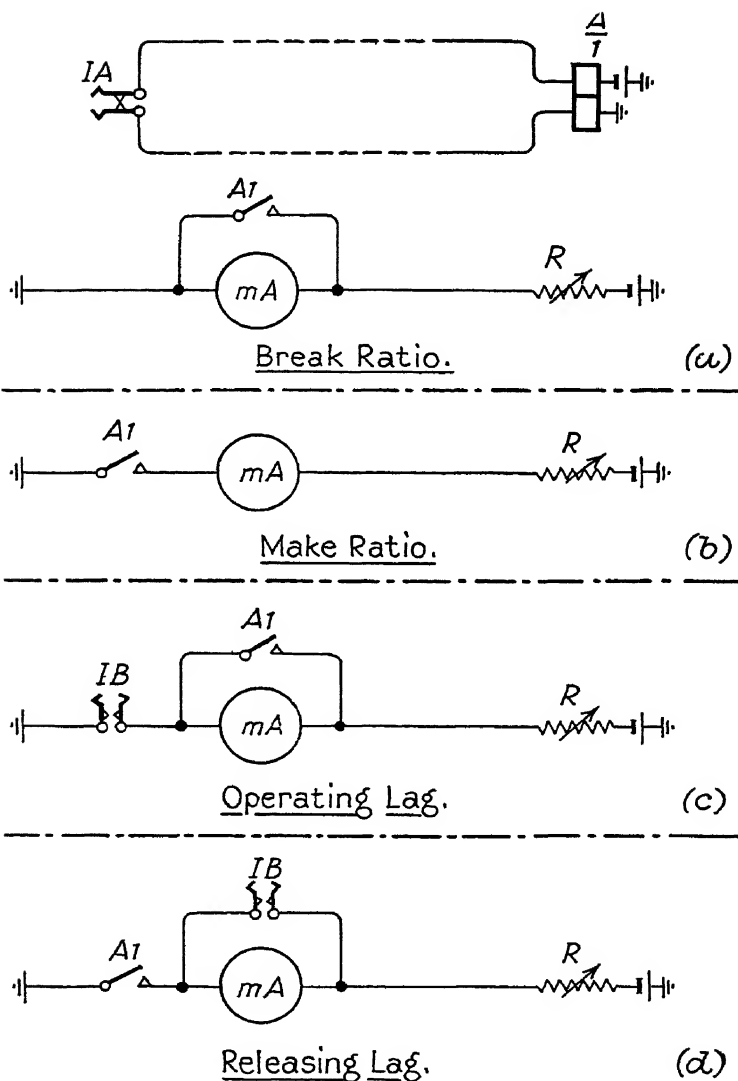 IA
A
1
A1
mA
R
Break Ratio.
(a)
A1
mA
R
Make Ratio.
(b)
A1
IB
mA
R
Operating Lag.
(c)
IB
A1
mA
R
Releasing Lag.
(d)